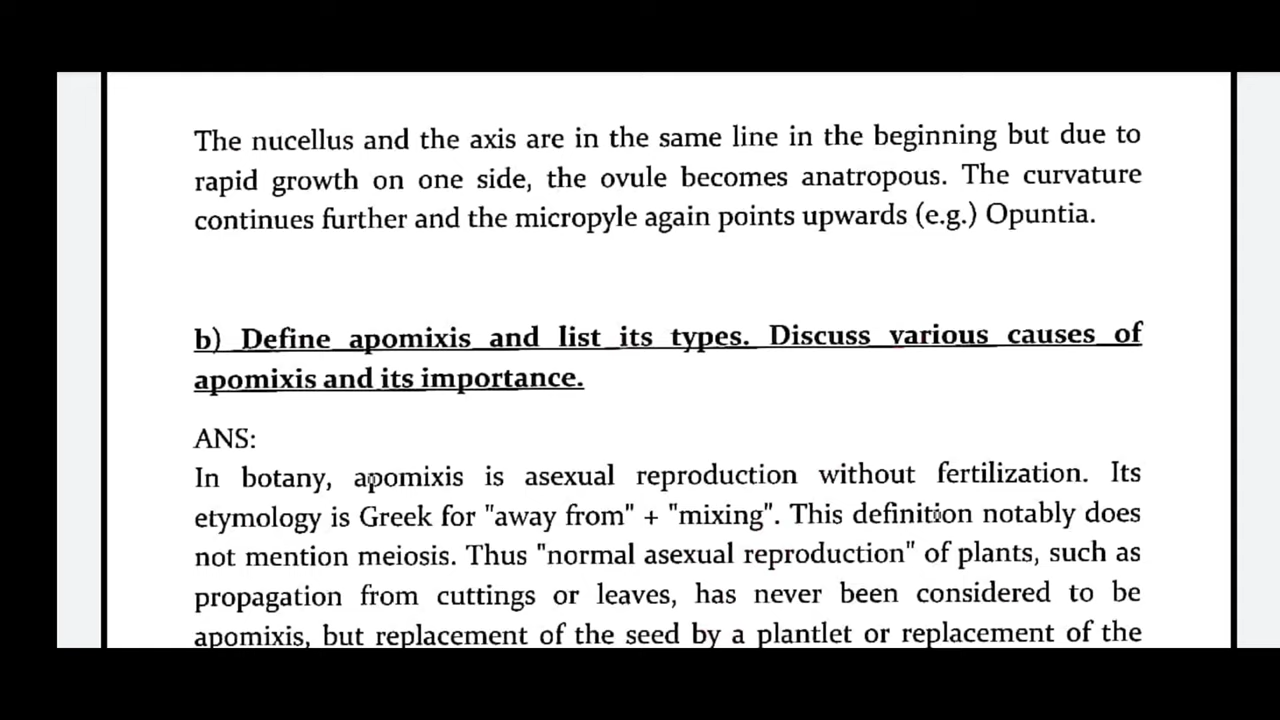 The nucellus and the axis are in the same line in the beginning but due to
rapid growth on one side, the ovule becomes anatropous. The curvature
continues further and the micropyle again points upwards (e.g.) Opuntia.
b) Define apomixis and list its types. Discuss various causes of
apomixis and its importance.
ANS:
In botany, apomixis is asexual reproduction without fertilization. Its
etymology is Greek for "away from" + "mixing". This definition notably does
not mention meiosis. Thus "normal asexual reproduction" of plants, such as
propagation from cuttings or leaves, has never been considered to be
apomixis, but replacement of the seed by a plantlet or replacement of the